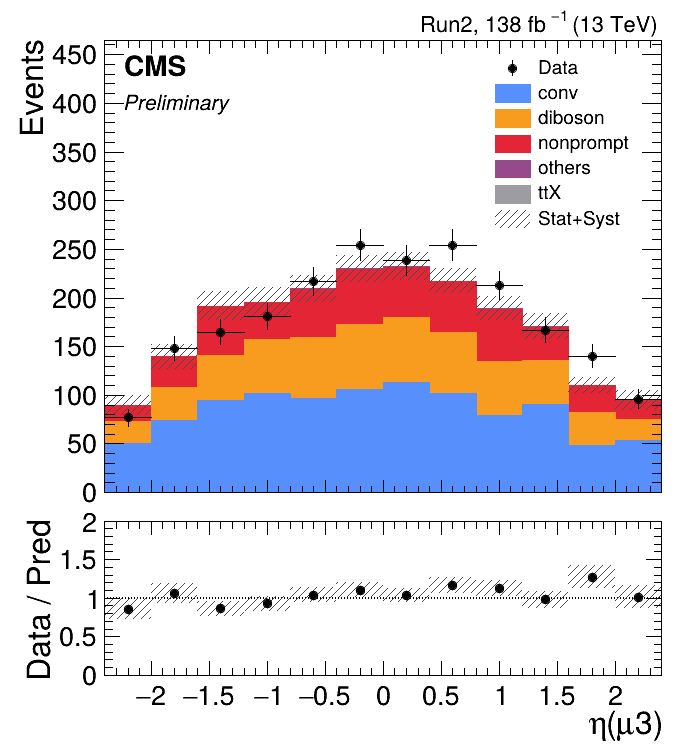 Run2, 138 fb⁻¹ (13 TeV)
Events
450
400
350
300
250
200
150
100
50
0
CMS
Preliminary
Data
conv
diboson
nonprompt
others
ttX
Stat+Syst
Data / Pred
2
1.5
1
0.5
0
−2 −1.5 −1 −0.5 0 0.5 1 1.5 2
η(μ3)